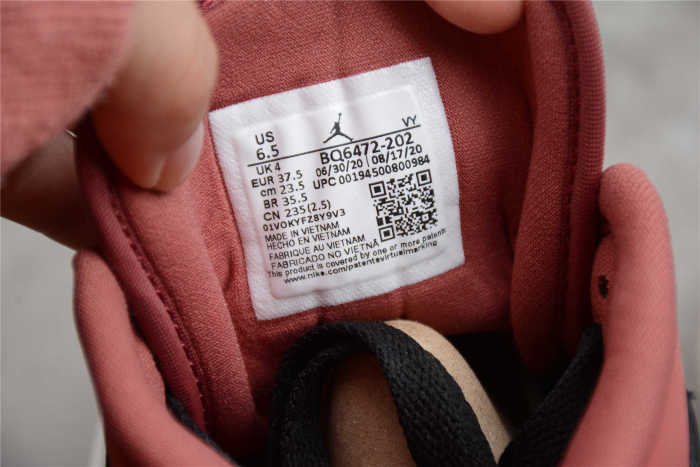 US VY
6.5 BQ6472-202
UK 4 06/30/20 08/17/20
EUR 37.5 UPC 00194500800984
cm 23.5
BR 35.5
CN 235(2.5)
01VOKYFZ8Y9V3
MADE IN VIETNAM
HECHO EN VIETNAM
FABRIQUE AU VIETNAM
FABRICADO NO VIETNÃ
This product is covered by one or more patents
www.nike.com/patentsvirtualmarking